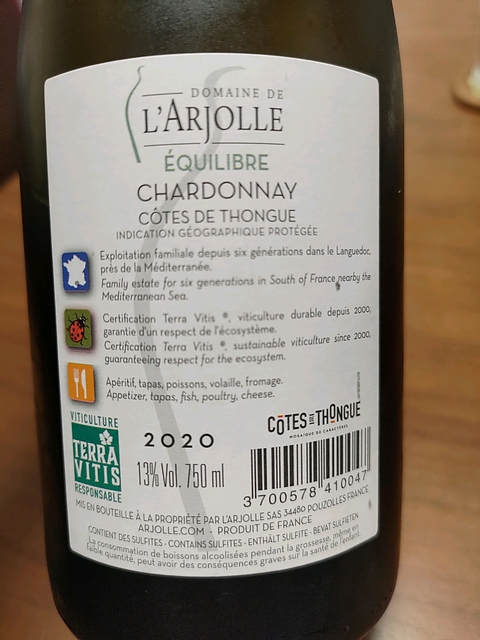 DOMAINE DE
L'ARJOLLE
ÉQUILIBRE
CHARDONNAY
CÔTES DE THONGUE
INDICATION GÉOGRAPHIQUE PROTÉGÉE
Exploitation familiale depuis six générations dans le Languedoc,
près de la Méditerranée.
Family estate for six generations in South of France nearby the
Mediterranean Sea.
Certification Terra Vitis ®, viticulture durable depuis 2000,
garantie d'un respect de l'écosystème.
Certification Terra Vitis ®, sustainable viticulture since 2000,
guaranteeing respect for the ecosystem.
Apéritif, tapas, poissons, volaille, fromage.
Appetizer, tapas, fish, poultry, cheese.
VITICULTURE
TERRA
VITIS
RESPONSABLE
2020
13% Vol. 750 ml
CÔTES DE THONGUE
MOSAÏQUE DE CARACTÈRES
3 700578 410047
MIS EN BOUTEILLE À LA PROPRIÉTÉ PAR L'ARJOLLE SAS 34480 POUZOLLES FRANCE
ARJOLLE.COM - PRODUIT DE FRANCE
CONTIENT DES SULFITES - CONTAINS SULFITES - ENTHÄLT SULFITE - BEVAT SULFIETEN
La consommation de boissons alcoolisées pendant la grossesse, même en
faible quantité, peut avoir des conséquences graves sur la santé de l'enfant.